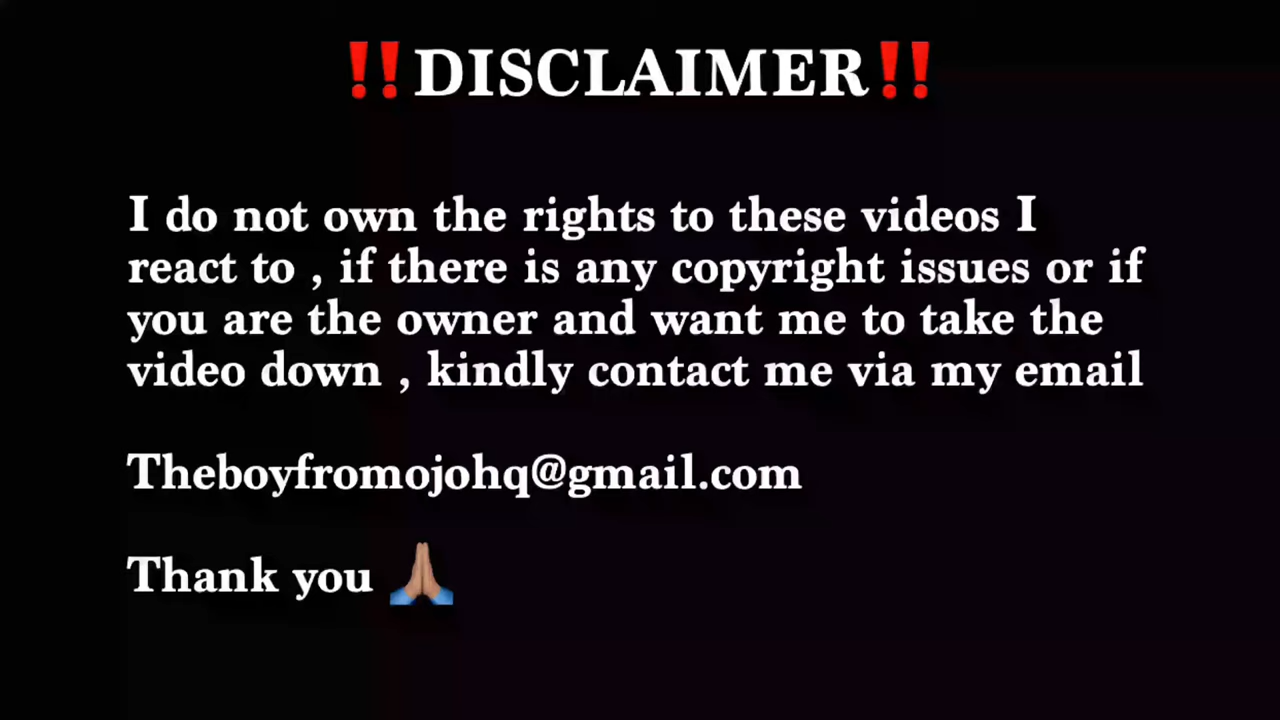 ‼️DISCLAIMER‼️
I do not own the rights to these videos I
react to , if there is any copyright issues or if
you are the owner and want me to take the
video down , kindly contact me via my email
Theboyfromojohq@gmail.com
Thank you 🙏🏽